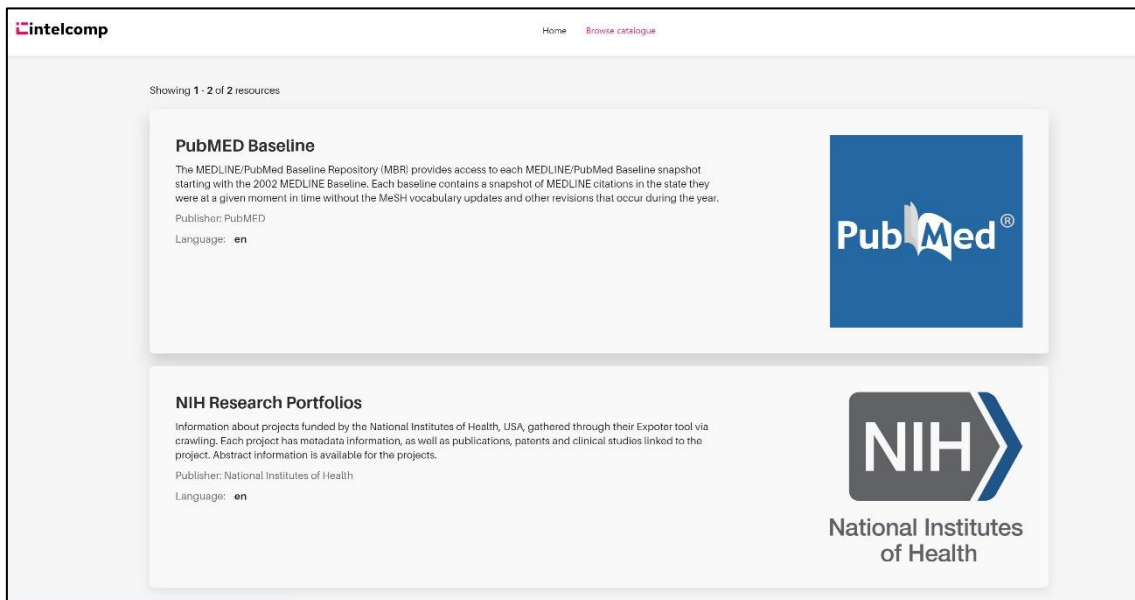 intelcomp
Home Browse catalogue
Showing 1 - 2 of 2 resources
PubMED Baseline
The MEDLINE/PubMed Baseline Repository (MBR) provides access to each MEDLINE/PubMed Baseline snapshot
starting with the 2002 MEDLINE Baseline. Each baseline contains a snapshot of MEDLINE citations in the state they
were at a given moment in time without the MeSH vocabulary updates and other revisions that occur during the year.
Publisher: PubMED
Language: en
PubMed®
NIH Research Portfolios
Information about projects funded by the National Institutes of Health, USA, gathered through their Expoter tool via
crawling. Each project has metadata information, as well as publications, patents and clinical studies linked to the
project. Abstract information is available for the projects.
Publisher: National Institutes of Health
Language: en
NIH
National Institutes
of Health